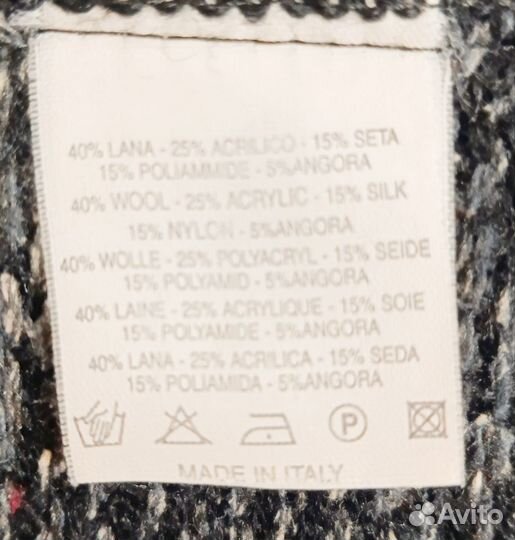 40% LANA - 25% ACRILICO - 15% SETA
15% POLIAMMIDE - 5%ANGORA
40% WOOL - 25% ACRYLIC - 15% SILK
15% NYLON - 5%ANGORA
40% WOLLE - 25% POLYACRYL - 15% SEIDE
15% POLYAMID - 5%ANGORA
40% LAINE - 25% ACRYLIQUE - 15% SOIE
15% POLYAMIDE - 5%ANGORA
40% LANA - 25% ACRILICA - 15% SEDA
15% POLIAMIDA - 5%ANGORA
P
MADE IN ITALY
Avito